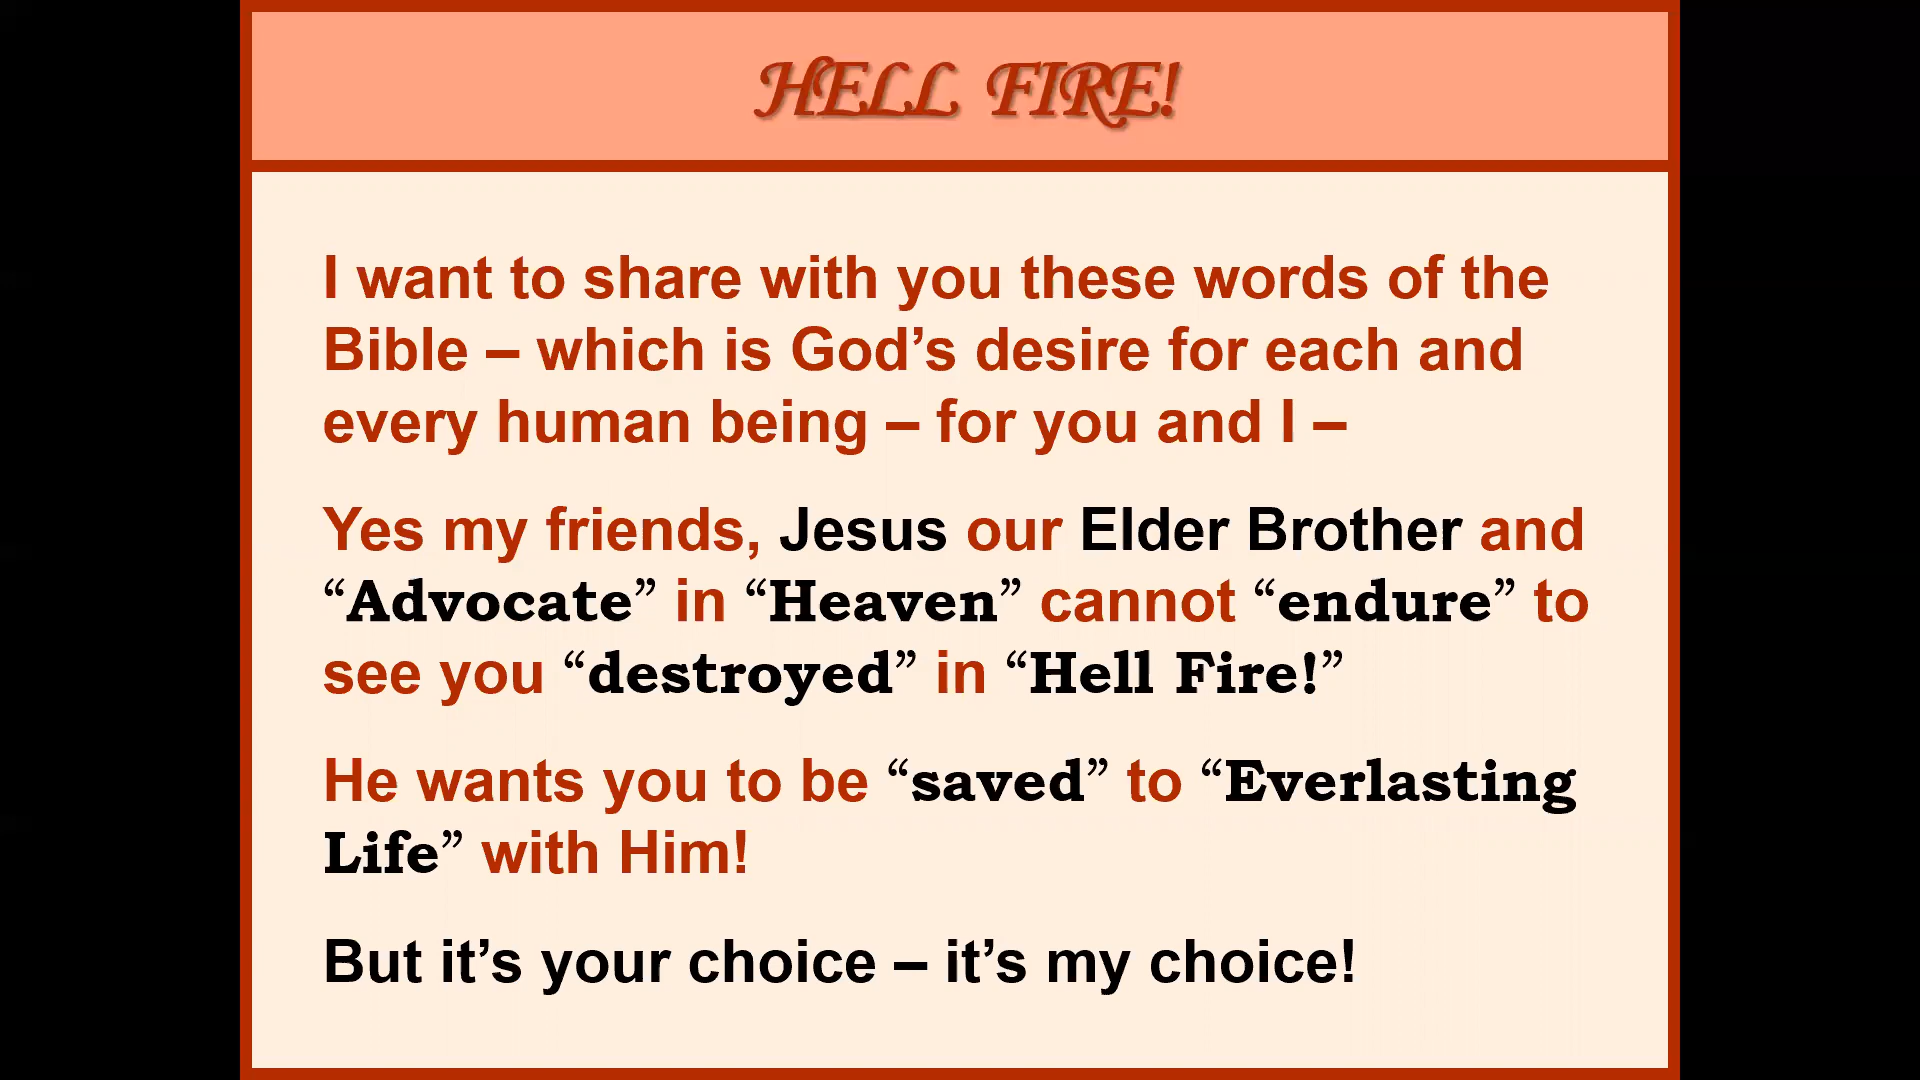 HELL FIRE!
I want to share with you these words of the
Bible – which is God’s desire for each and
every human being – for you and I –
Yes my friends, Jesus our Elder Brother and
“Advocate” in “Heaven” cannot “endure” to
see you “destroyed” in “Hell Fire!”
He wants you to be “saved” to “Everlasting
Life” with Him!
But it’s your choice – it’s my choice!